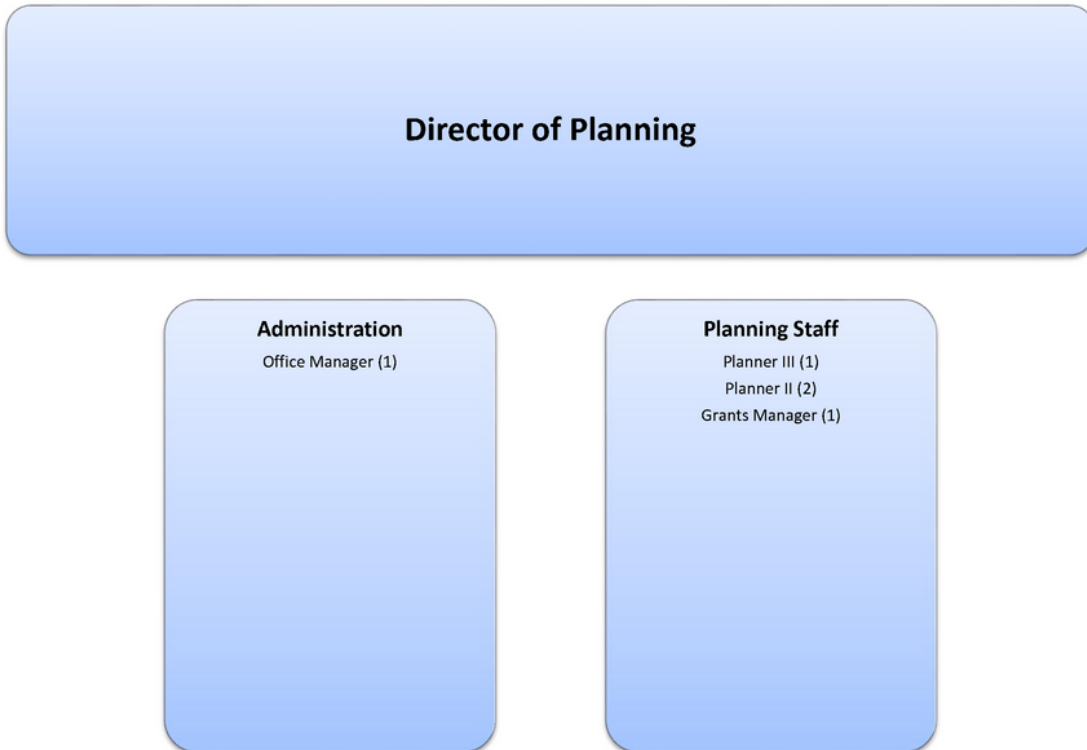 Director of Planning
Administration
Office Manager (1)
Planning Staff
Planner III (1)
Planner II (2)
Grants Manager (1)